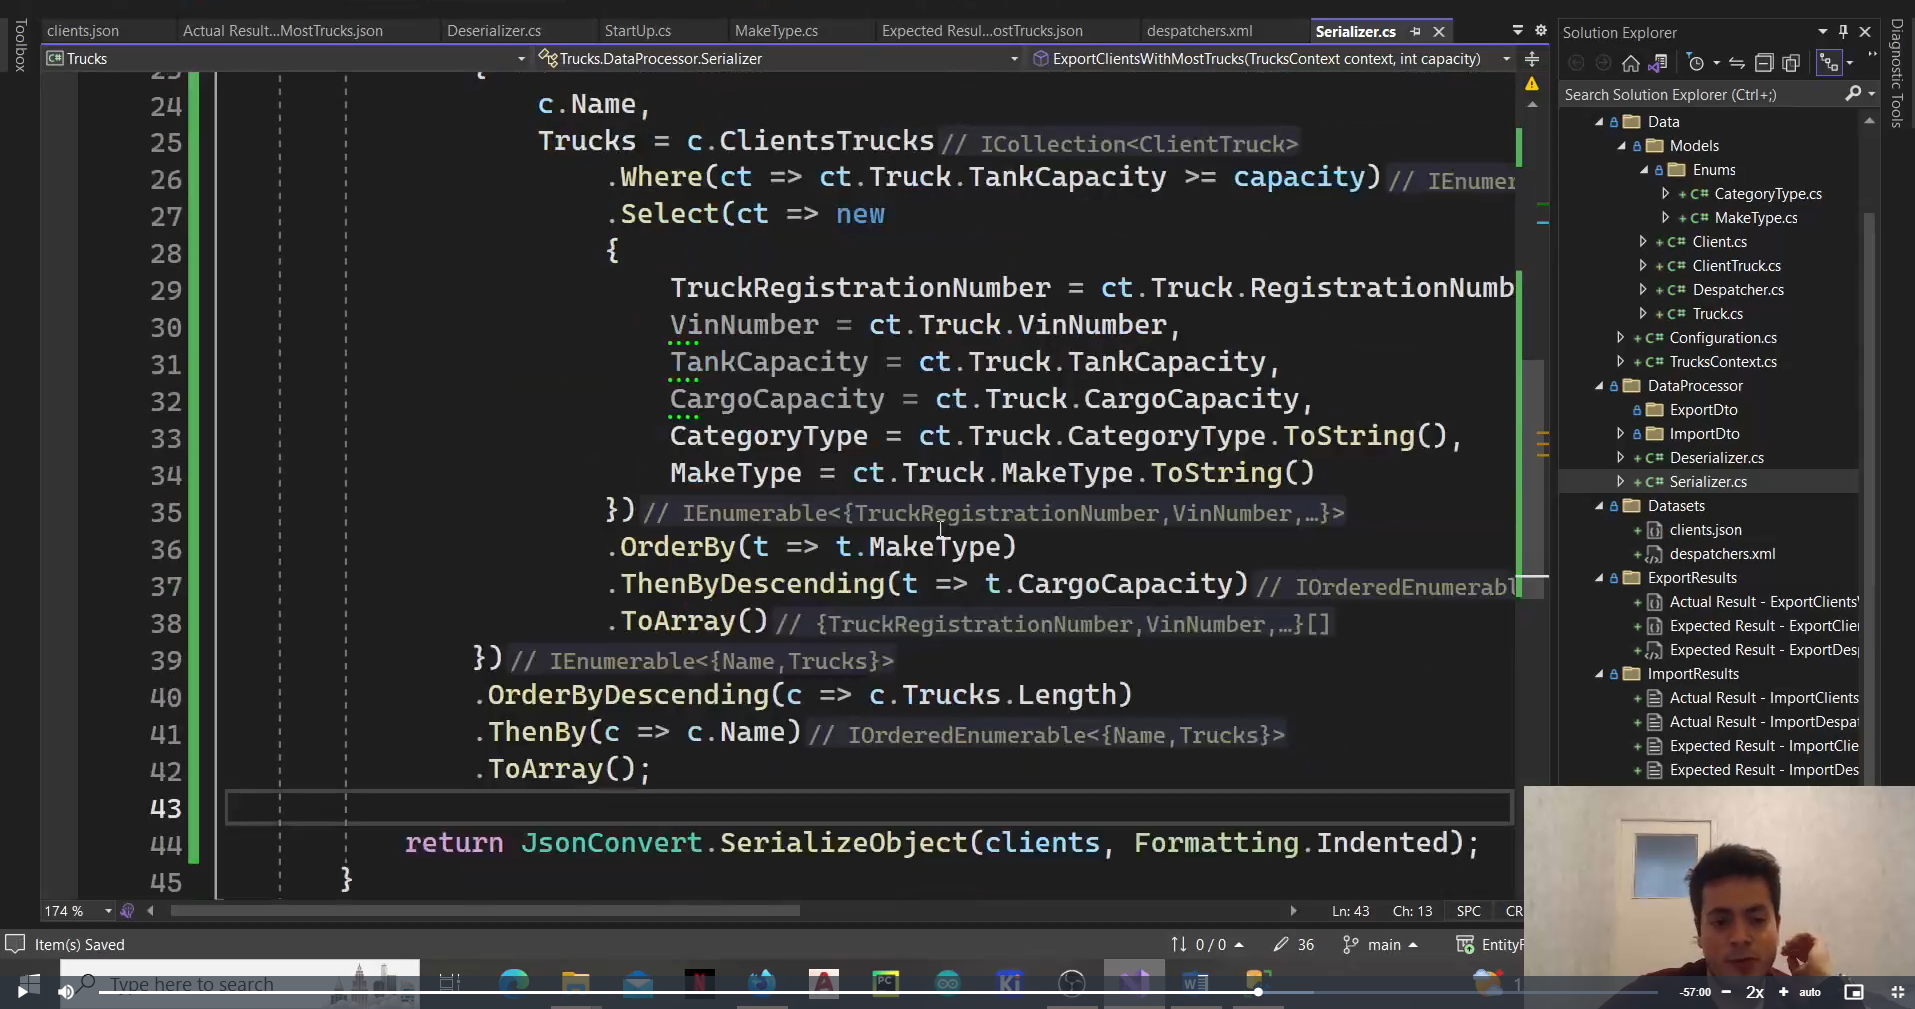 Toolbox
clients.json
Actual Result...MostTrucks.json
Deserializer.cs
StartUp.cs
MakeType.cs
Expected Resul...ostTrucks.json
despatchers.xml
Serializer.cs
Trucks
Trucks.DataProcessor.Serializer
ExportClientsWithMostTrucks(TrucksContext context, int capacity)
{
24 c.Name,
25 Trucks = c.ClientsTrucks // ICollection<ClientTruck>
26 .Where(ct => ct.Truck.TankCapacity >= capacity) // IEnumer
27 .Select(ct => new
28 {
29 TruckRegistrationNumber = ct.Truck.RegistrationNumb
30 VinNumber = ct.Truck.VinNumber,
31 TankCapacity = ct.Truck.TankCapacity,
32 CargoCapacity = ct.Truck.CargoCapacity,
33 CategoryType = ct.Truck.CategoryType.ToString(),
34 MakeType = ct.Truck.MakeType.ToString()
35 }) // IEnumerable<{TruckRegistrationNumber,VinNumber,…}>
36 .OrderBy(t => t.MakeType)
37 .ThenByDescending(t => t.CargoCapacity) // IOrderedEnumerabl
38 .ToArray() // {TruckRegistrationNumber,VinNumber,…}[]
39 }) // IEnumerable<{Name,Trucks}>
40 .OrderByDescending(c => c.Trucks.Length)
41 .ThenBy(c => c.Name) // IOrderedEnumerable<{Name,Trucks}>
42 .ToArray();
43
44 return JsonConvert.SerializeObject(clients, Formatting.Indented);
45 }
174 %
Ln: 43 Ch: 13 SPC CR
Item(s) Saved
0 / 0
36
main
EntityF
Solution Explorer
Search Solution Explorer (Ctrl+;)
Data
Models
Enums
CategoryType.cs
MakeType.cs
Client.cs
ClientTruck.cs
Despatcher.cs
Truck.cs
Configuration.cs
TrucksContext.cs
DataProcessor
ExportDto
ImportDto
Deserializer.cs
Serializer.cs
Datasets
clients.json
despatchers.xml
ExportResults
Actual Result - ExportClients
Expected Result - ExportClie
Expected Result - ExportDes
ImportResults
Actual Result - ImportClients
Actual Result - ImportDespat
Expected Result - ImportClie
Expected Result - ImportDes
Diagnostic Tools
Type here to search
-57:00
2x
auto